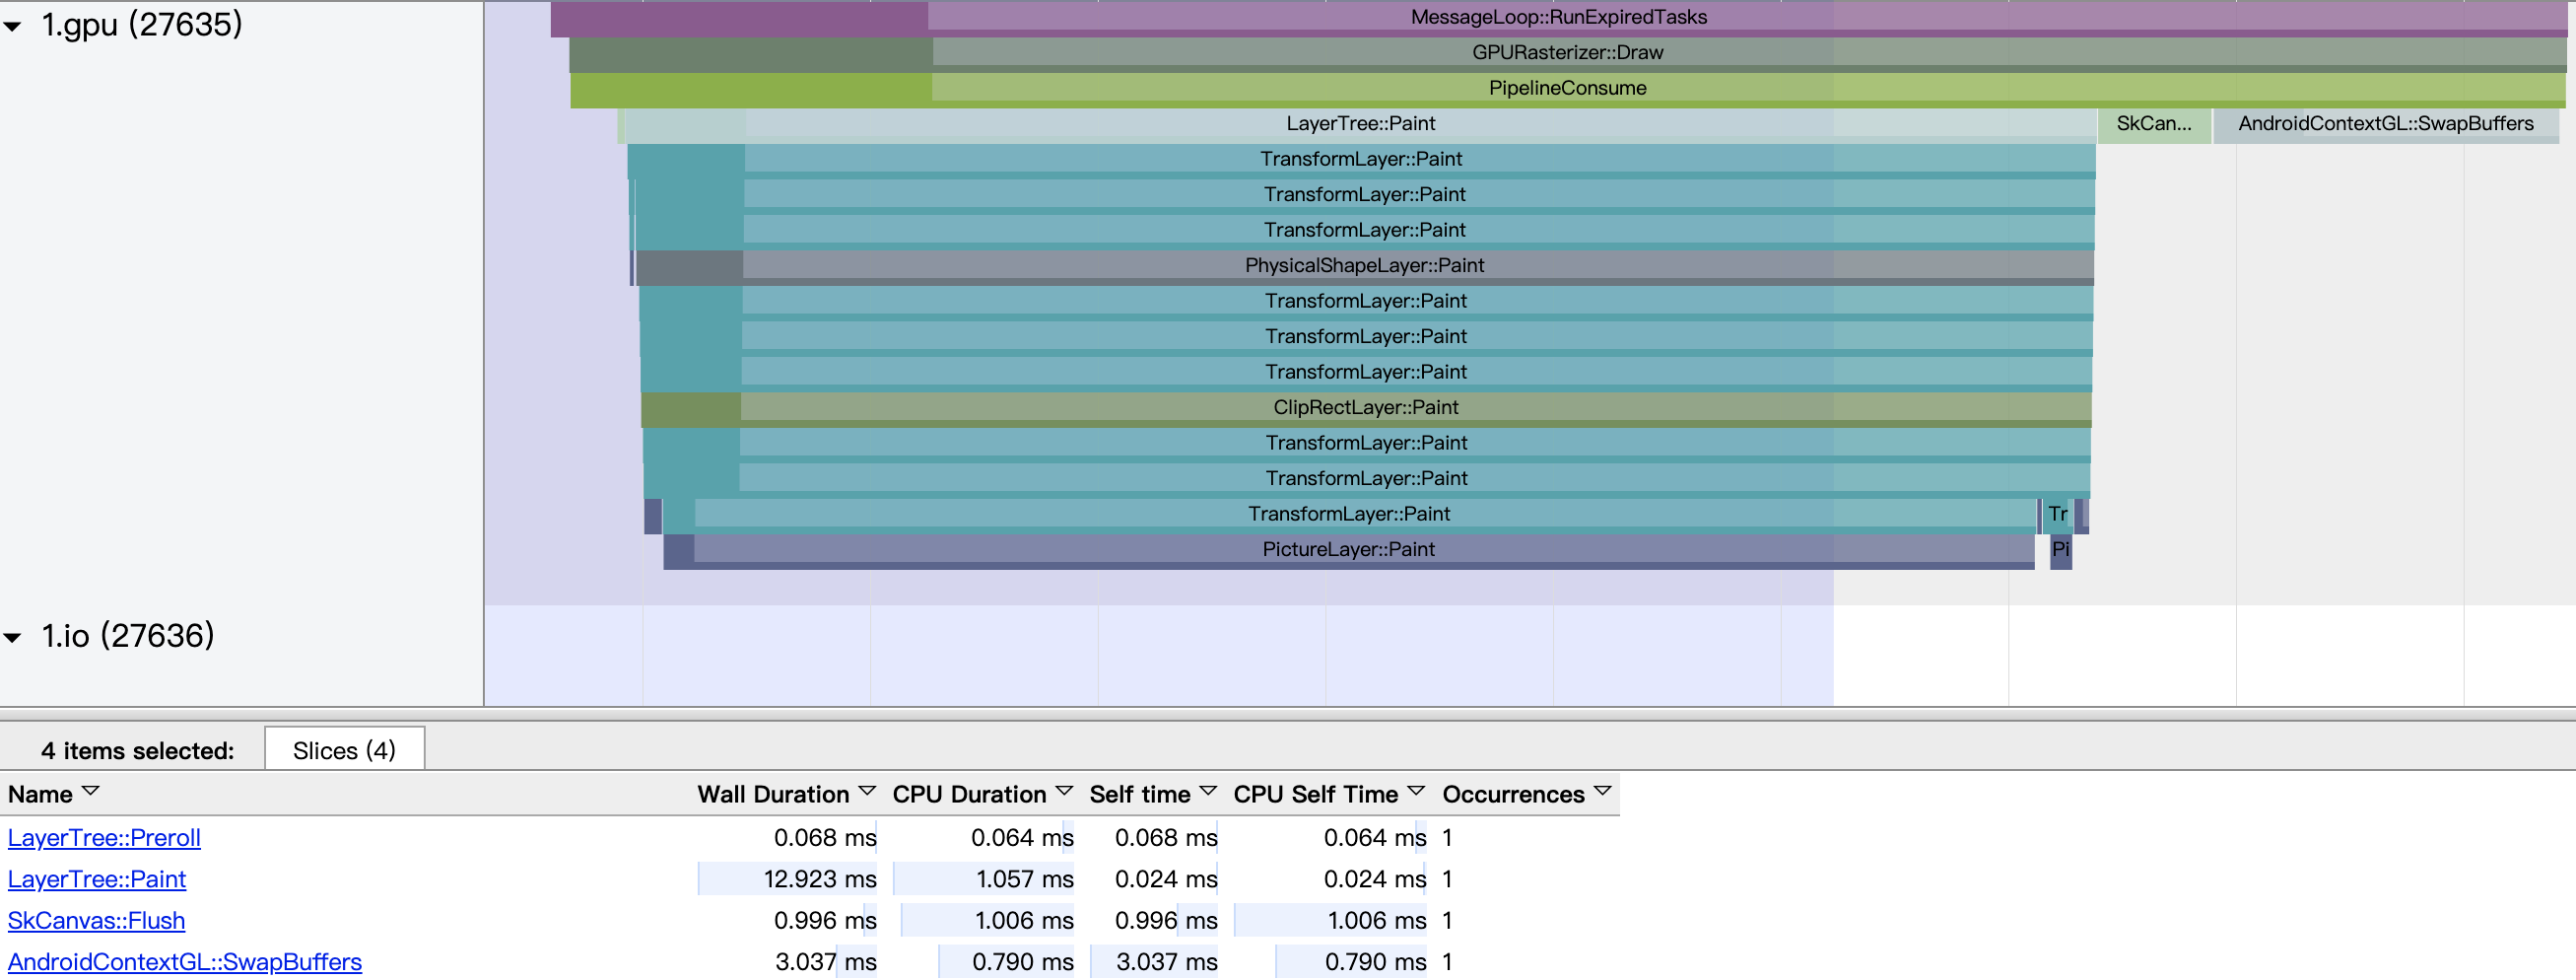 1.gpu (27635)
MessageLoop::RunExpiredTasks
GPURasterizer::Draw
PipelineConsume
LayerTree::Paint SkCan... AndroidContextGL::SwapBuffers
TransformLayer::Paint
TransformLayer::Paint
TransformLayer::Paint
PhysicalShapeLayer::Paint
TransformLayer::Paint
TransformLayer::Paint
TransformLayer::Paint
ClipRectLayer::Paint
TransformLayer::Paint
TransformLayer::Paint
TransformLayer::Paint Tr
PictureLayer::Paint Pi
1.io (27636)
4 items selected: Slices (4)
Name Wall Duration CPU Duration Self time CPU Self Time Occurrences
LayerTree::Preroll 0.068 ms 0.064 ms 0.068 ms 0.064 ms 1
LayerTree::Paint 12.923 ms 1.057 ms 0.024 ms 0.024 ms 1
SkCanvas::Flush 0.996 ms 1.006 ms 0.996 ms 1.006 ms 1
AndroidContextGL::SwapBuffers 3.037 ms 0.790 ms 3.037 ms 0.790 ms 1